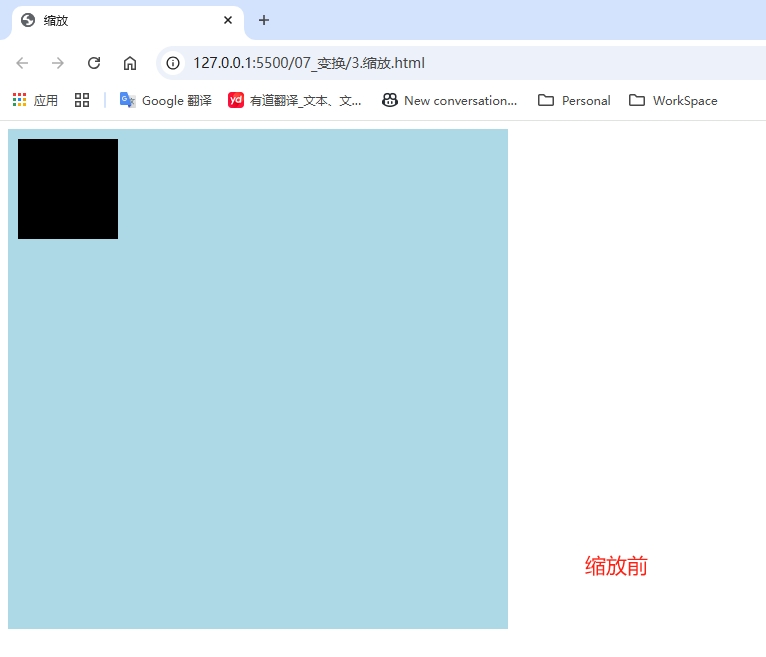 缩放
127.0.0.1:5500/07_变换/3.缩放.html
应用 Google 翻译 yd 有道翻译_文本、文... New conversation... Personal WorkSpace
缩放前